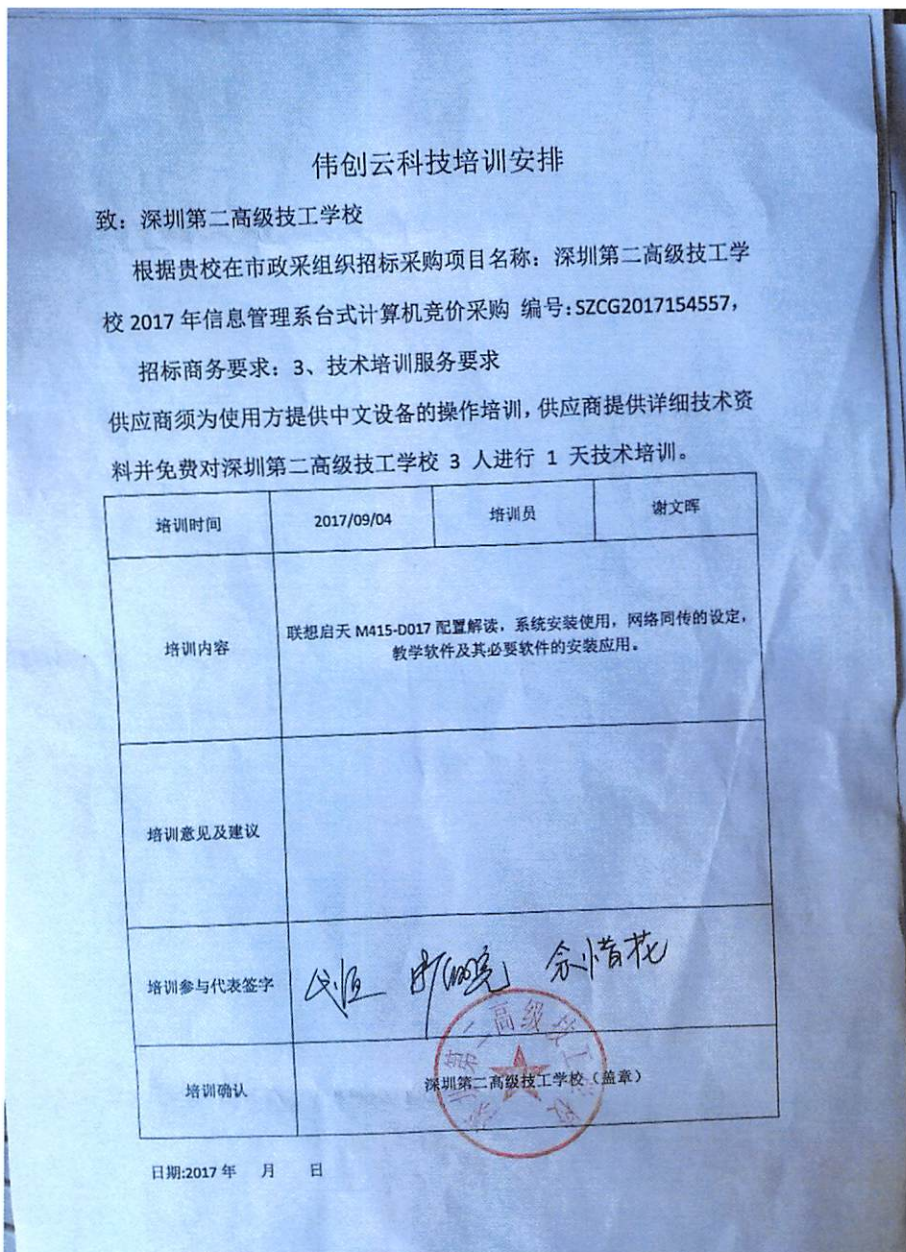 伟创云科技培训安排
致：深圳第二高级技工学校
根据贵校在市政采组织招标采购项目名称：深圳第二高级技工学
校 2017 年信息管理系台式计算机竞价采购 编号：SZCG2017154557，
招标商务要求：3、技术培训服务要求
供应商须为使用方提供中文设备的操作培训，供应商提供详细技术资
料并免费对深圳第二高级技工学校 3 人进行 1 天技术培训。
培训时间 2017/09/04 培训员 谢文晖
培训内容
联想启天 M415-D017 配置解读，系统安装使用，网络同传的设定，
教学软件及其必要软件的安装应用。
培训意见及建议
培训参与代表签字 余惜花
培训确认 深圳第二高级技工学校（盖章）
深圳第二高级技工学校
日期:2017 年 月 日